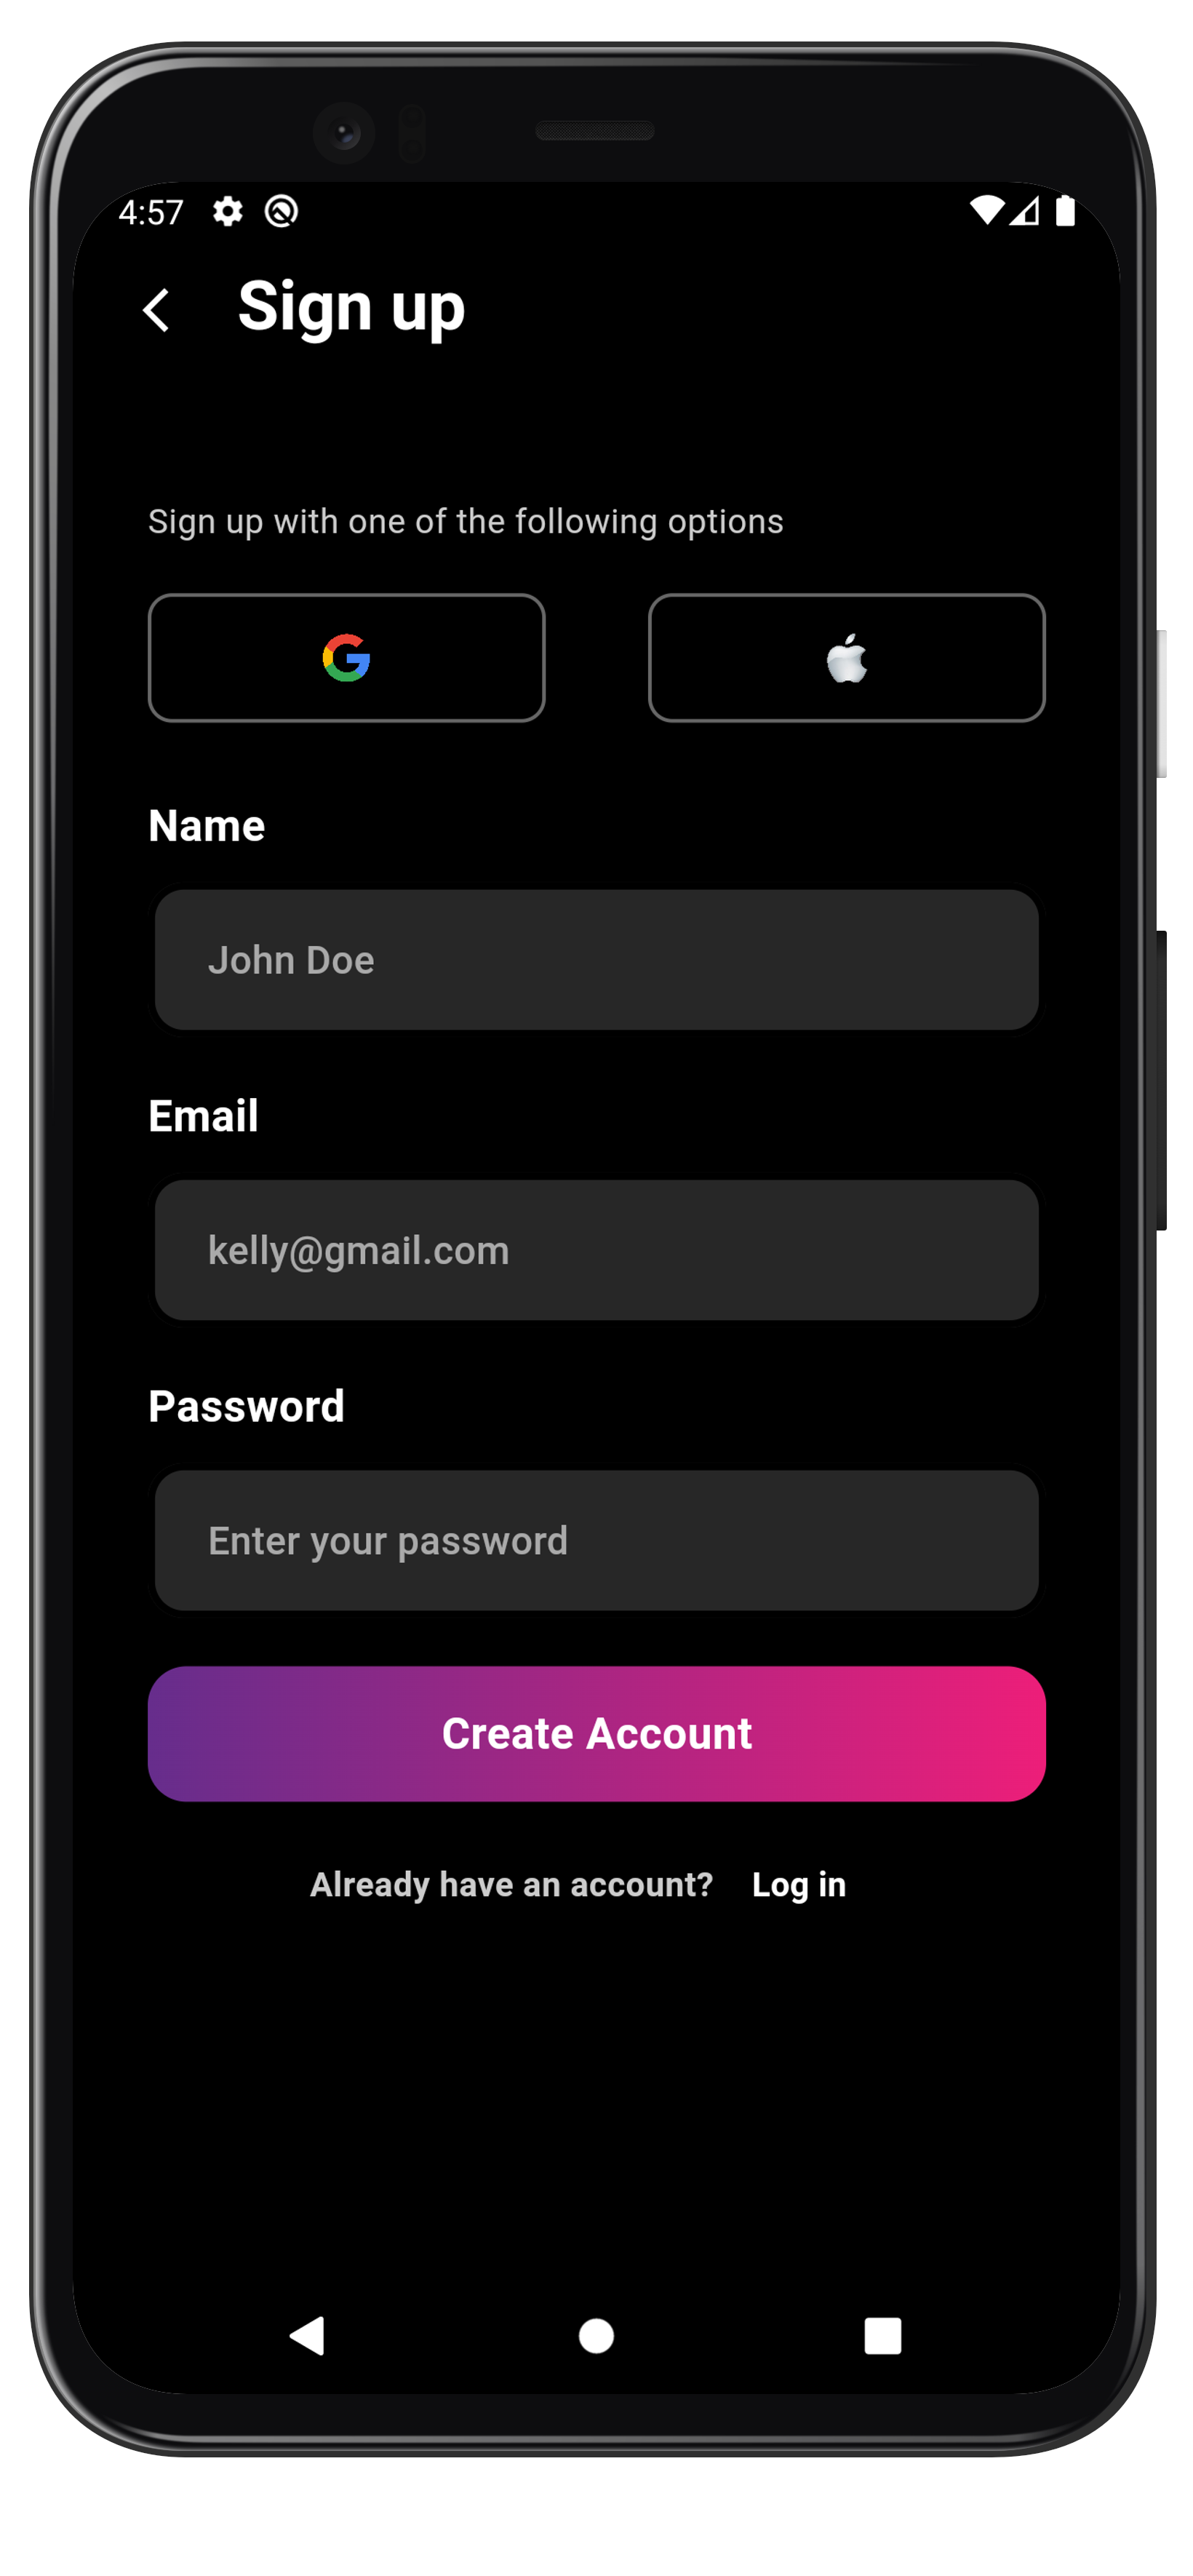 4:57
Sign up
Sign up with one of the following options
Name
John Doe
Email
kelly@gmail.com
Password
Enter your password
Create Account
Already have an account? Log in